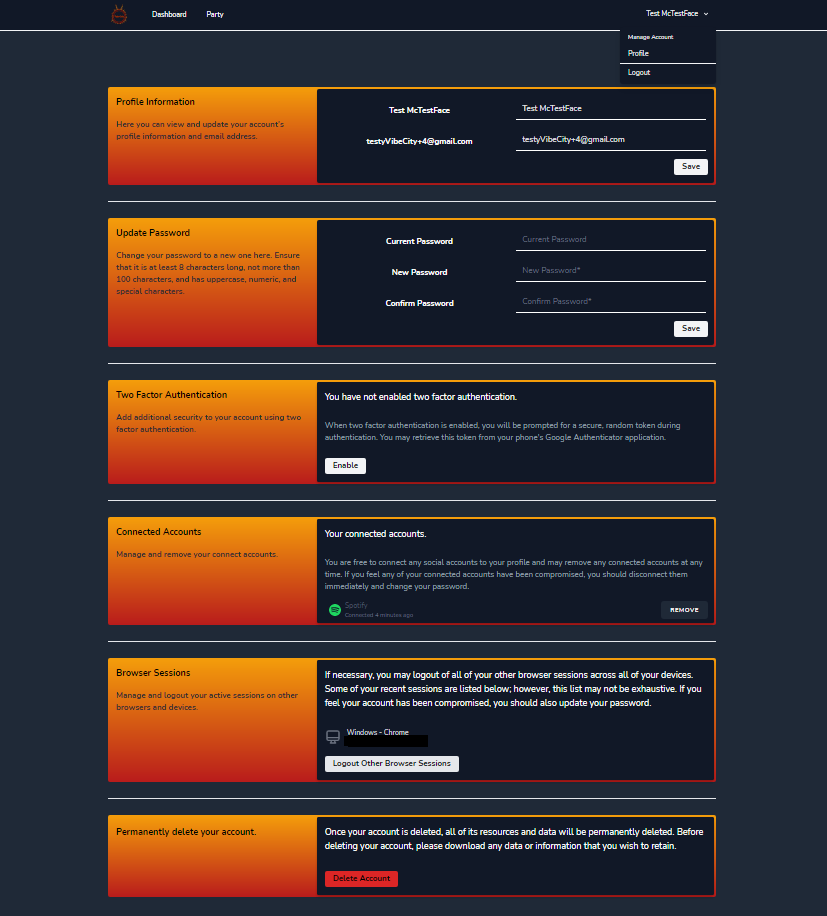 Dashboard Party Test McTestFace
Manage Account
Profile
Logout
Profile Information
Here you can view and update your account's
profile information and email address.
Test McTestFace Test McTestFace
testyVibeCity+4@gmail.com testyVibeCity+4@gmail.com
Save
Update Password
Change your password to a new one here. Ensure
that it is at least 8 characters long, not more than
100 characters, and has uppercase, numeric, and
special characters.
Current Password Current Password
New Password New Password*
Confirm Password Confirm Password*
Save
Two Factor Authentication
Add additional security to your account using two
factor authentication.
You have not enabled two factor authentication.
When two factor authentication is enabled, you will be prompted for a secure, random token during
authentication. You may retrieve this token from your phone's Google Authenticator application.
Enable
Connected Accounts
Manage and remove your connect accounts.
Your connected accounts.
You are free to connect any social accounts to your profile and may remove any connected accounts at any
time. If you feel any of your connected accounts have been compromised, you should disconnect them
immediately and change your password.
Spotify
Connected 4 minutes ago
REMOVE
Browser Sessions
Manage and logout your active sessions on other
browsers and devices.
If necessary, you may logout of all of your other browser sessions across all of your devices.
Some of your recent sessions are listed below; however, this list may not be exhaustive. If you
feel your account has been compromised, you should also update your password.
Windows - Chrome
Logout Other Browser Sessions
Permanently delete your account.
Once your account is deleted, all of its resources and data will be permanently deleted. Before
deleting your account, please download any data or information that you wish to retain.
Delete Account